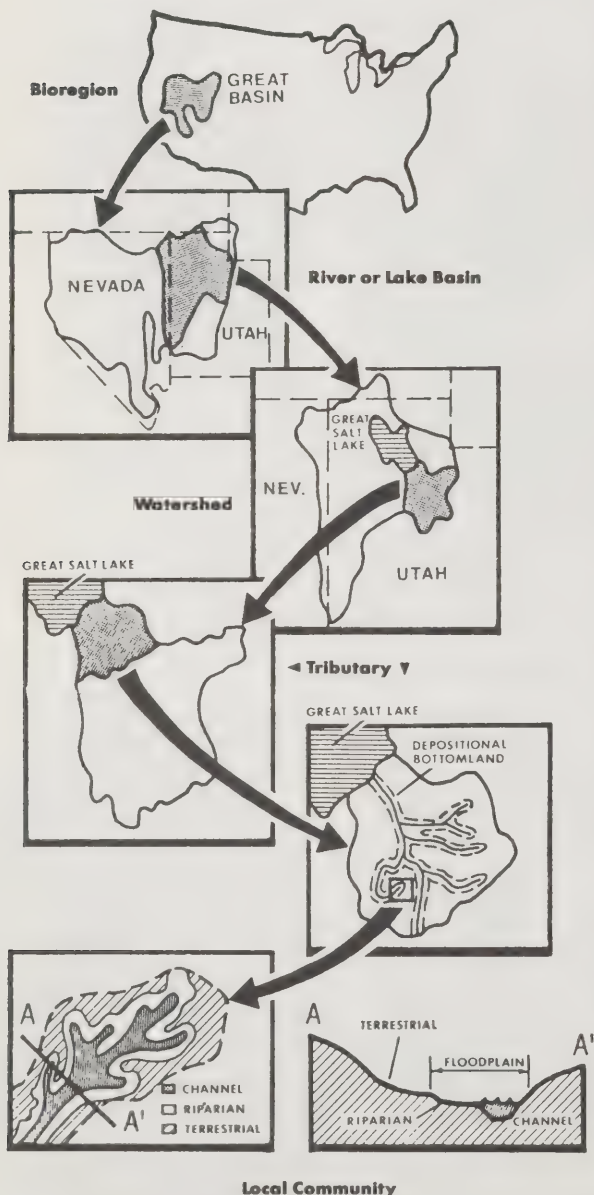 Bioregion
GREAT
BASIN
NEVADA
UTAH
River or Lake Basin
GREAT
SALT
LAKE
NEV.
UTAH
Watershed
GREAT SALT LAKE
◄ Tributary ▼
GREAT SALT LAKE
DEPOSITIONAL
BOTTOMLAND
A
A'
CHANNEL
RIPARIAN
TERRESTRIAL
A
A'
TERRESTRIAL
FLOODPLAIN
RIPARIAN
CHANNEL
Local Community